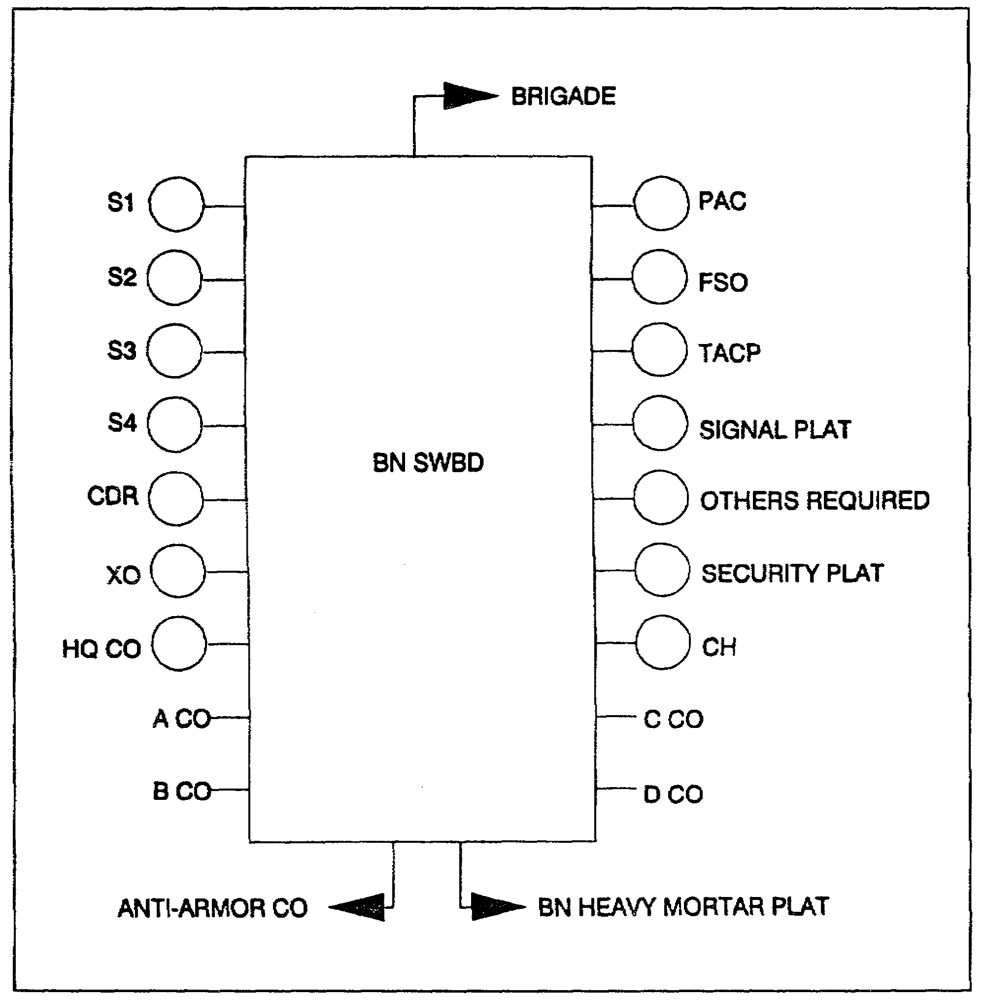 BRIGADE
S1
PAC
S2
FSO
S3
TACP
S4
SIGNAL PLAT
BN SWBD
CDR
OTHERS REQUIRED
XO
SECURITY PLAT
HQ CO
CH
A CO
C CO
B CO
D CO
ANTI-ARMOR CO
BN HEAVY MORTAR PLAT